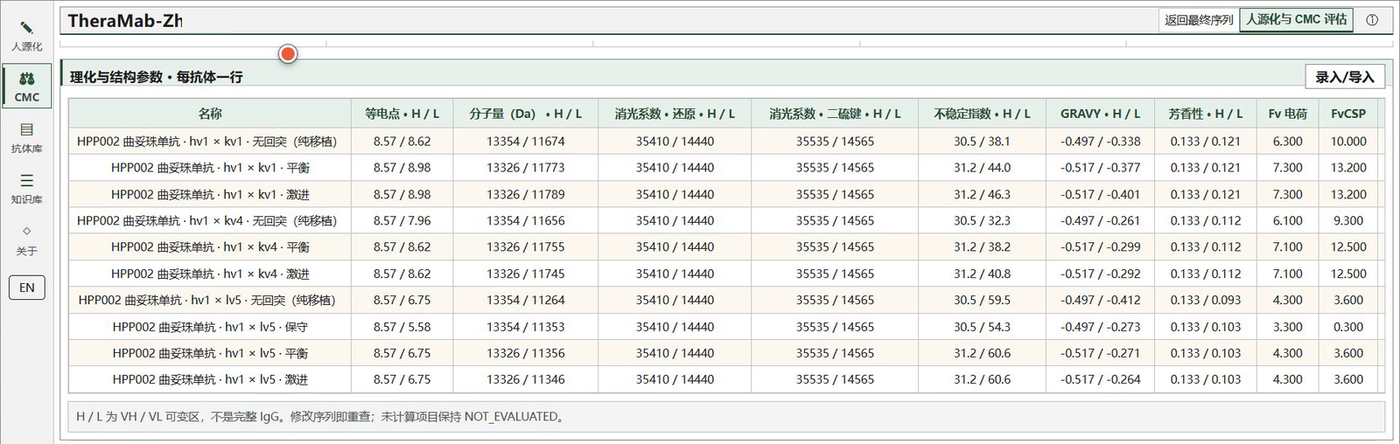 TheraMab-Zh
返回最终序列 人源化与 CMC 评估
人源化
CMC
抗体库
知识库
关于
EN
理化与结构参数 · 每抗体一行 录入/导入
名称 等电点 · H / L 分子量（Da） · H / L 消光系数 · 还原 · H / L 消光系数 · 二硫键 · H / L 不稳定指数 · H / L GRAVY · H / L 芳香性 · H / L Fv 电荷 FvCSP
HPP002 曲妥珠单抗 · hv1 × kv1 · 无回突（纯移植） 8.57 / 8.62 13354 / 11674 35410 / 14440 35535 / 14565 30.5 / 38.1 -0.497 / -0.338 0.133 / 0.121 6.300 10.000
HPP002 曲妥珠单抗 · hv1 × kv1 · 平衡 8.57 / 8.98 13326 / 11773 35410 / 14440 35535 / 14565 31.2 / 44.0 -0.517 / -0.377 0.133 / 0.121 7.300 13.200
HPP002 曲妥珠单抗 · hv1 × kv1 · 激进 8.57 / 8.98 13326 / 11789 35410 / 14440 35535 / 14565 31.2 / 46.3 -0.517 / -0.401 0.133 / 0.121 7.300 13.200
HPP002 曲妥珠单抗 · hv1 × kv4 · 无回突（纯移植） 8.57 / 7.96 13354 / 11656 35410 / 14440 35535 / 14565 30.5 / 32.3 -0.497 / -0.261 0.133 / 0.112 6.100 9.300
HPP002 曲妥珠单抗 · hv1 × kv4 · 平衡 8.57 / 8.62 13326 / 11755 35410 / 14440 35535 / 14565 31.2 / 38.2 -0.517 / -0.299 0.133 / 0.112 7.100 12.500
HPP002 曲妥珠单抗 · hv1 × kv4 · 激进 8.57 / 8.62 13326 / 11745 35410 / 14440 35535 / 14565 31.2 / 40.8 -0.517 / -0.292 0.133 / 0.112 7.100 12.500
HPP002 曲妥珠单抗 · hv1 × lv5 · 无回突（纯移植） 8.57 / 6.75 13354 / 11264 35410 / 14440 35535 / 14565 30.5 / 59.5 -0.497 / -0.412 0.133 / 0.093 4.300 3.600
HPP002 曲妥珠单抗 · hv1 × lv5 · 保守 8.57 / 5.58 13354 / 11353 35410 / 14440 35535 / 14565 30.5 / 54.3 -0.497 / -0.273 0.133 / 0.103 3.300 0.300
HPP002 曲妥珠单抗 · hv1 × lv5 · 平衡 8.57 / 6.75 13326 / 11356 35410 / 14440 35535 / 14565 31.2 / 60.6 -0.517 / -0.271 0.133 / 0.103 4.300 3.600
HPP002 曲妥珠单抗 · hv1 × lv5 · 激进 8.57 / 6.75 13326 / 11346 35410 / 14440 35535 / 14565 31.2 / 60.6 -0.517 / -0.264 0.133 / 0.103 4.300 3.600
H / L 为 VH / VL 可变区，不是完整 IgG。修改序列即重查；未计算项目保持 NOT_EVALUATED。